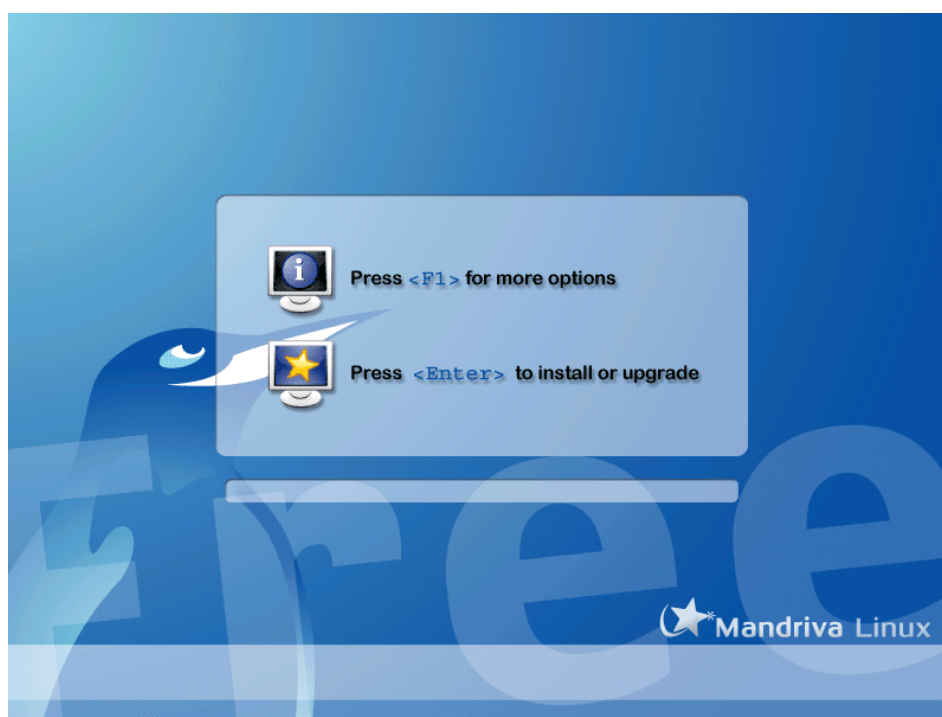 Press <F1> for more options
Press <Enter> to install or upgrade
Free
Mandriva Linux